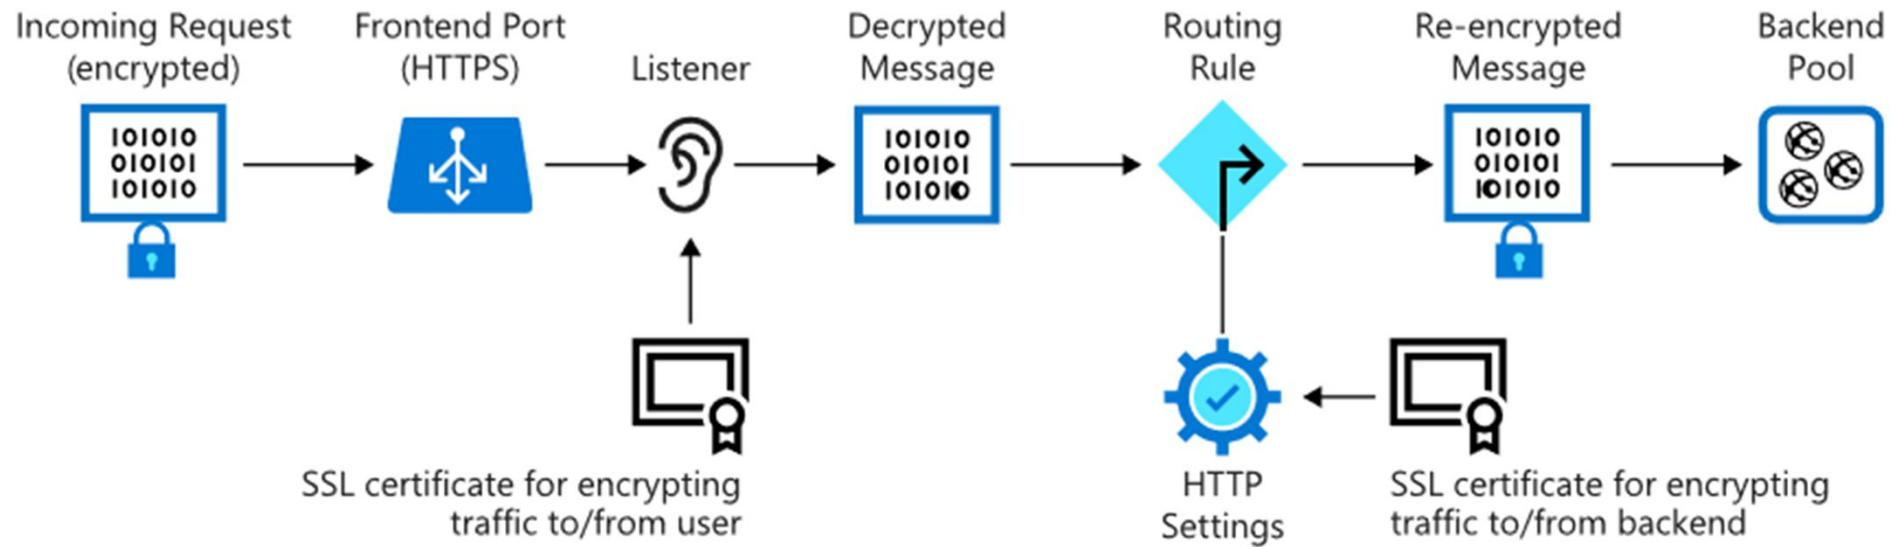 Incoming Request
(encrypted)
Frontend Port
(HTTPS)
Listener
Decrypted
Message
Routing
Rule
Re-encrypted
Message
Backend
Pool
101010
010101
101010
101010
010101
101010
101010
010101
101010
SSL certificate for encrypting
traffic to/from user
HTTP
Settings
SSL certificate for encrypting
traffic to/from backend